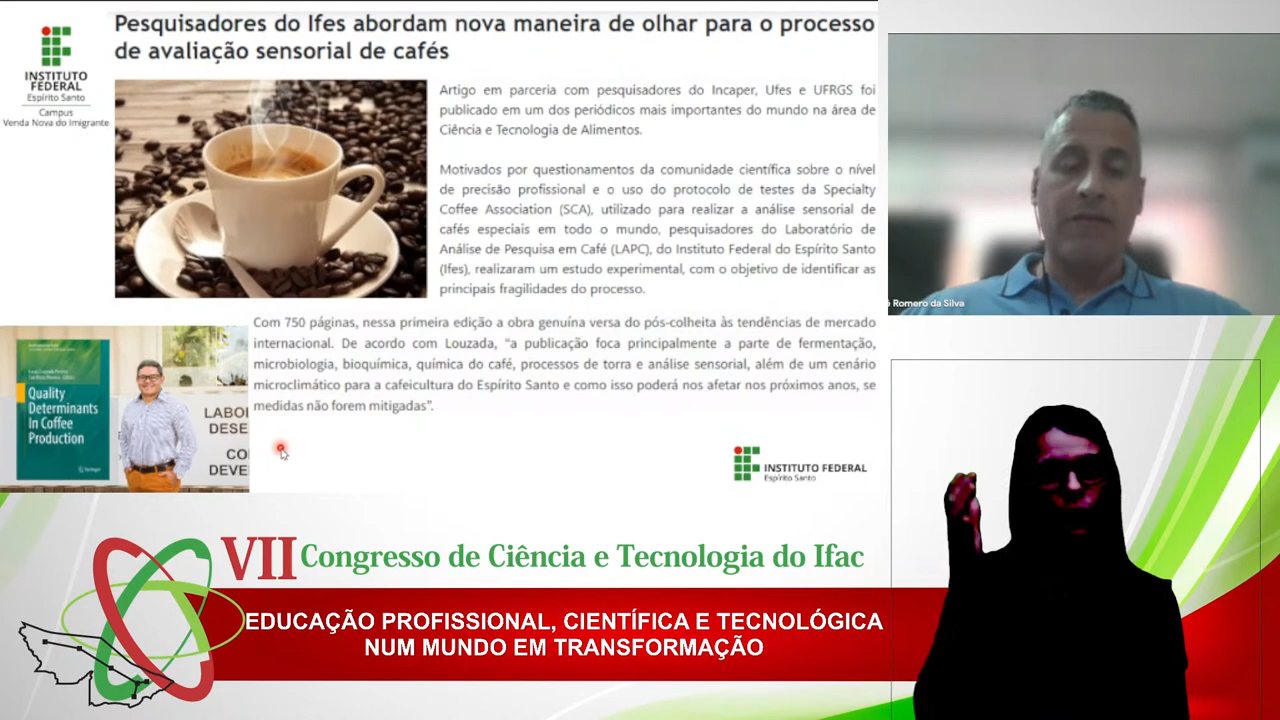 Pesquisadores do Ifes abordam nova maneira de olhar para o processo
de avaliação sensorial de cafés
INSTITUTO
FEDERAL
Espírito Santo
Campus
Venda Nova do Imigrante
Artigo em parceria com pesquisadores do Incaper, Ufes e UFRGS foi
publicado em um dos periódicos mais importantes do mundo na área de
Ciência e Tecnologia de Alimentos.
Motivados por questionamentos da comunidade científica sobre o nível
de precisão profissional e o uso do protocolo de testes da Specialty
Coffee Association (SCA), utilizado para realizar a análise sensorial de
cafés especiais em todo o mundo, pesquisadores do Laboratório de
Análise de Pesquisa em Café (LAPC), do Instituto Federal do Espírito Santo
(Ifes), realizaram um estudo experimental, com o objetivo de identificar as
principais fragilidades do processo.
Romero da Silva
Com 750 páginas, nessa primeira edição a obra genuína versa do pós-colheita às tendências de mercado
internacional. De acordo com Louzada, “a publicação foca principalmente a parte de fermentação,
microbiologia, bioquímica, química do café, processos de torra e análise sensorial, além de um cenário
microclimático para a cafeicultura do Espírito Santo e como isso poderá nos afetar nos próximos anos, se
medidas não forem mitigadas”.
Quality
Determinants
In Coffee
Production
Springer
LABO
DESE
CO
DEVE
INSTITUTO FEDERAL
Espírito Santo
VII Congresso de Ciência e Tecnologia do Ifac
EDUCAÇÃO PROFISSIONAL, CIENTÍFICA E TECNOLÓGICA
NUM MUNDO EM TRANSFORMAÇÃO